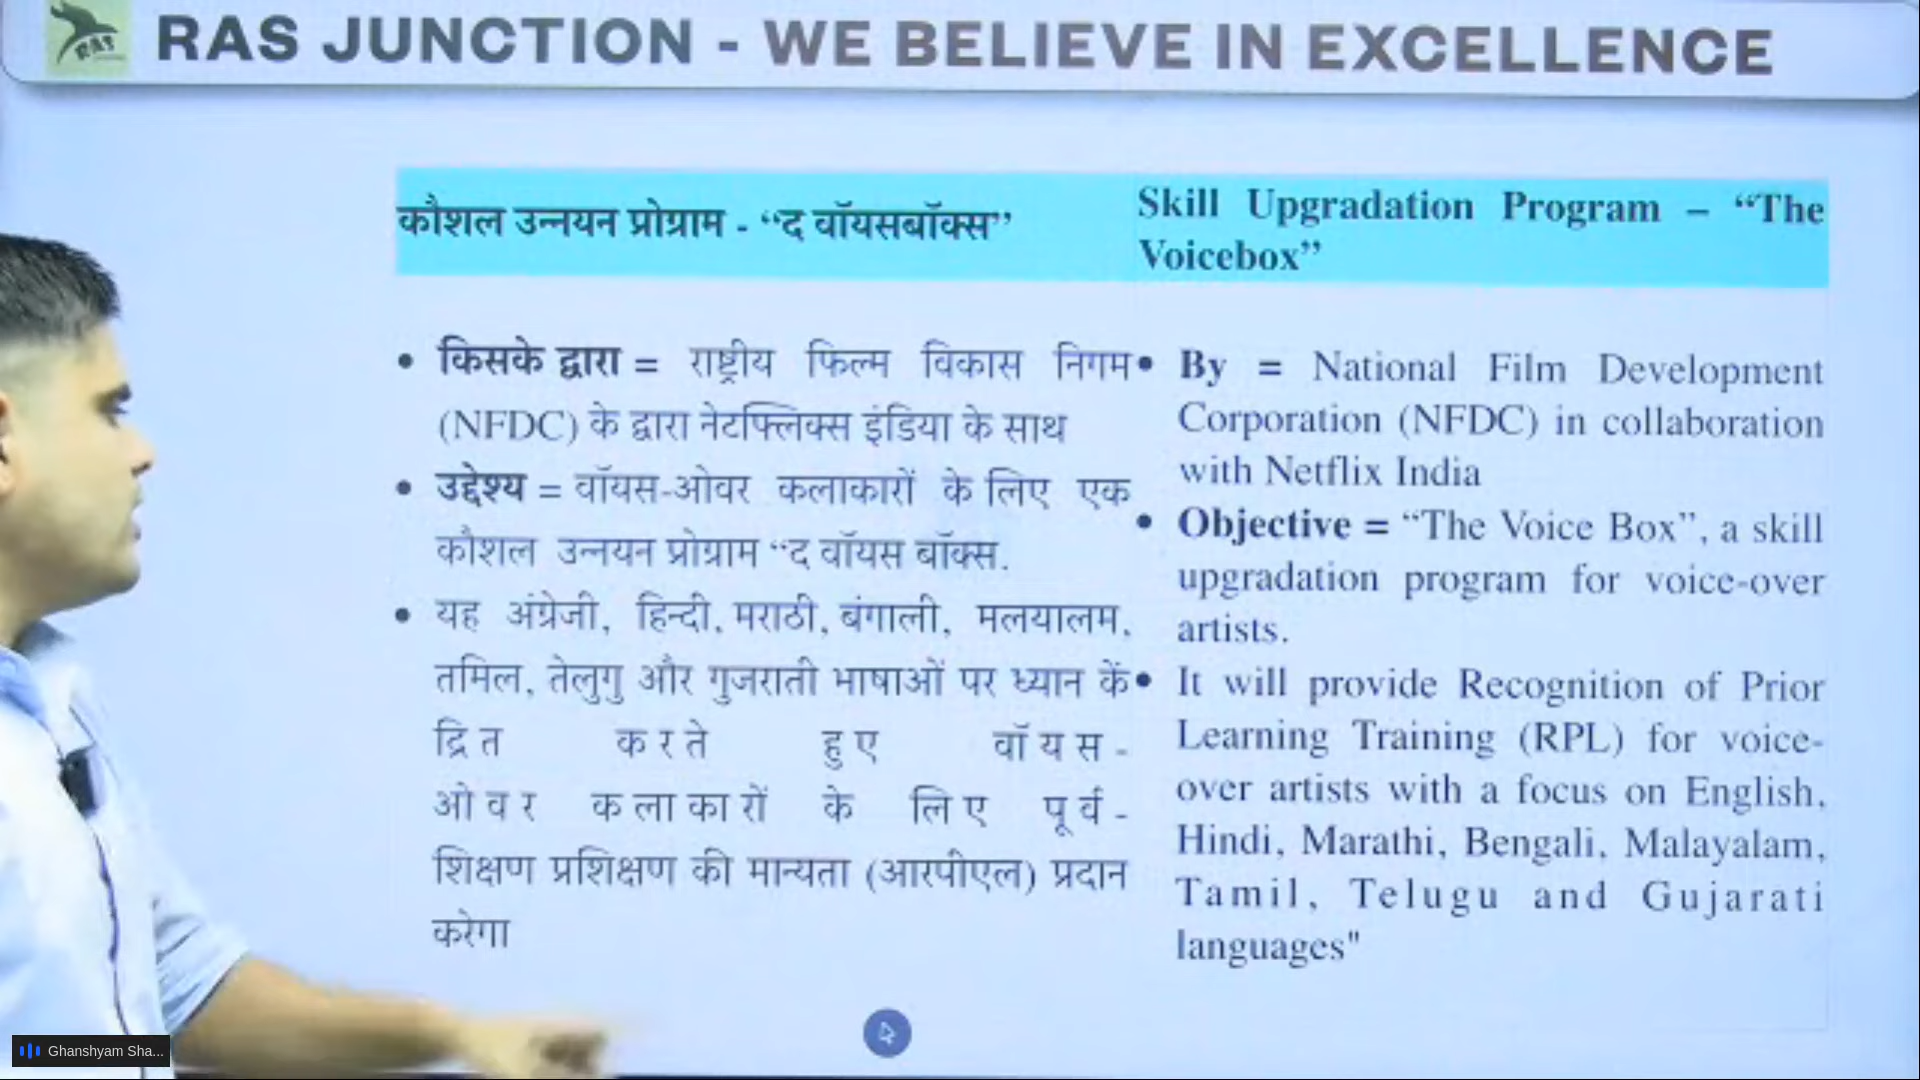 RAS
RAS JUNCTION - WE BELIEVE IN EXCELLENCE
कौशल उन्नयन प्रोग्राम - “द वॉयसबॉक्स”
किसके द्वारा = राष्ट्रीय फिल्म विकास निगम
(NFDC) के द्वारा नेटफ्लिक्स इंडिया के साथ
उद्देश्य = वॉयस-ओवर कलाकारों के लिए एक
कौशल उन्नयन प्रोग्राम “द वॉयस बॉक्स.
यह अंग्रेजी, हिन्दी, मराठी, बंगाली, मलयालम,
तमिल, तेलुगु और गुजराती भाषाओं पर ध्यान कें
द्रित करते हुए वॉयस-
ओवर कलाकारों के लिए पूर्व-
शिक्षण प्रशिक्षण की मान्यता (आरपीएल) प्रदान
करेगा
Skill Upgradation Program – “The
Voicebox”
By = National Film Development
Corporation (NFDC) in collaboration
with Netflix India
Objective = “The Voice Box”, a skill
upgradation program for voice-over
artists.
It will provide Recognition of Prior
Learning Training (RPL) for voice-
over artists with a focus on English,
Hindi, Marathi, Bengali, Malayalam,
Tamil, Telugu and Gujarati
languages"
Ghanshyam Sha...